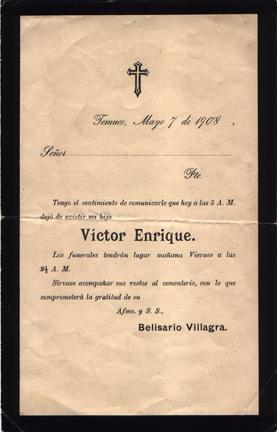 Temuco, Mayo 7 de 1908.
Señor
Pte.
Tengo el sentimiento de comunicarle que hoy a las 5 A. M.
dejó de existir mi hijo
Víctor Enrique.
Los funerales tendrán lugar mañana Viernes a las
9½ A. M.
Sírvase acompañar sus restos al cementerio, con lo que
comprometerá la gratitud de su
Afmo. y S. S.,
Belisario Villagra.